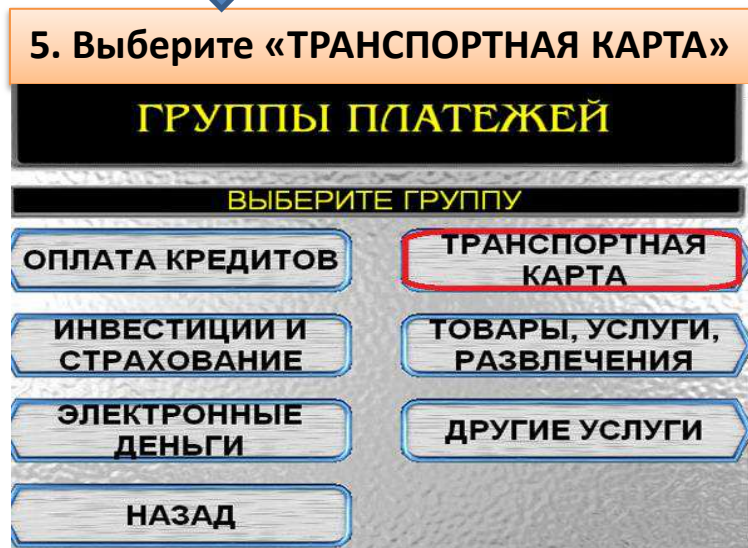 5. Выберите «ТРАНСПОРТНАЯ КАРТА»
ГРУППЫ ПЛАТЕЖЕЙ
ВЫБЕРИТЕ ГРУППУ
ОПЛАТА КРЕДИТОВ
ТРАНСПОРТНАЯ
КАРТА
ИНВЕСТИЦИИ И
СТРАХОВАНИЕ
ТОВАРЫ, УСЛУГИ,
РАЗВЛЕЧЕНИЯ
ЭЛЕКТРОННЫЕ
ДЕНЬГИ
ДРУГИЕ УСЛУГИ
НАЗАД